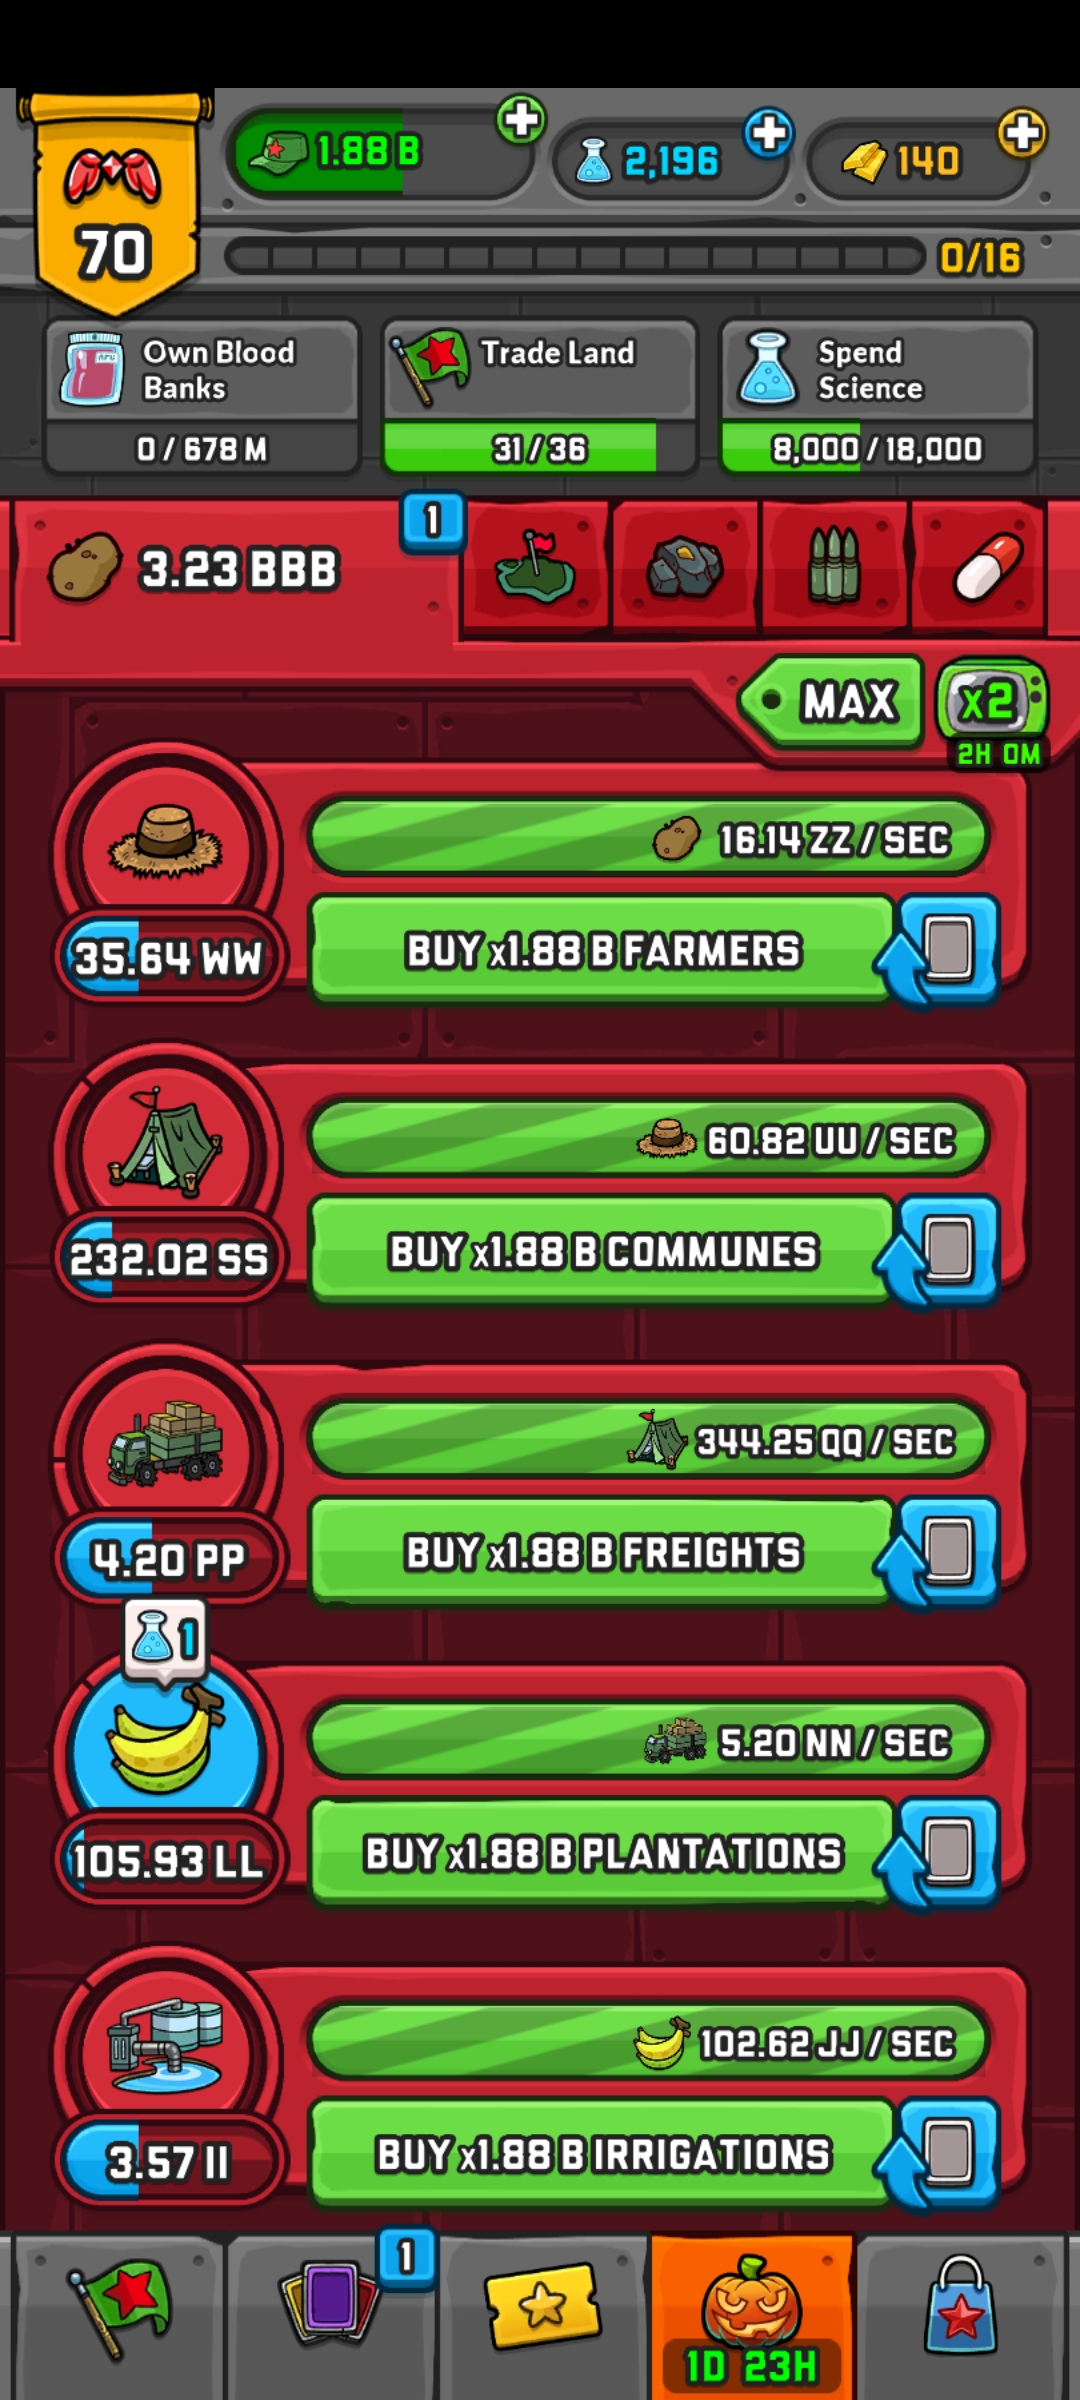 70
1.88 B
2,196
140
0/16
Own Blood Banks
0 / 678 M
Trade Land
31 / 36
Spend Science
8,000 / 18,000
3.23 BBB
1
MAX
x2
2H 0M
16.14 ZZ / SEC
35.64 WW
BUY x1.88 B FARMERS
60.82 UU / SEC
232.02 SS
BUY x1.88 B COMMUNES
344.25 QQ / SEC
4.20 PP
BUY x1.88 B FREIGHTS
1
5.20 NN / SEC
105.93 LL
BUY x1.88 B PLANTATIONS
102.62 JJ / SEC
3.57 II
BUY x1.88 B IRRIGATIONS
1
1D 23H